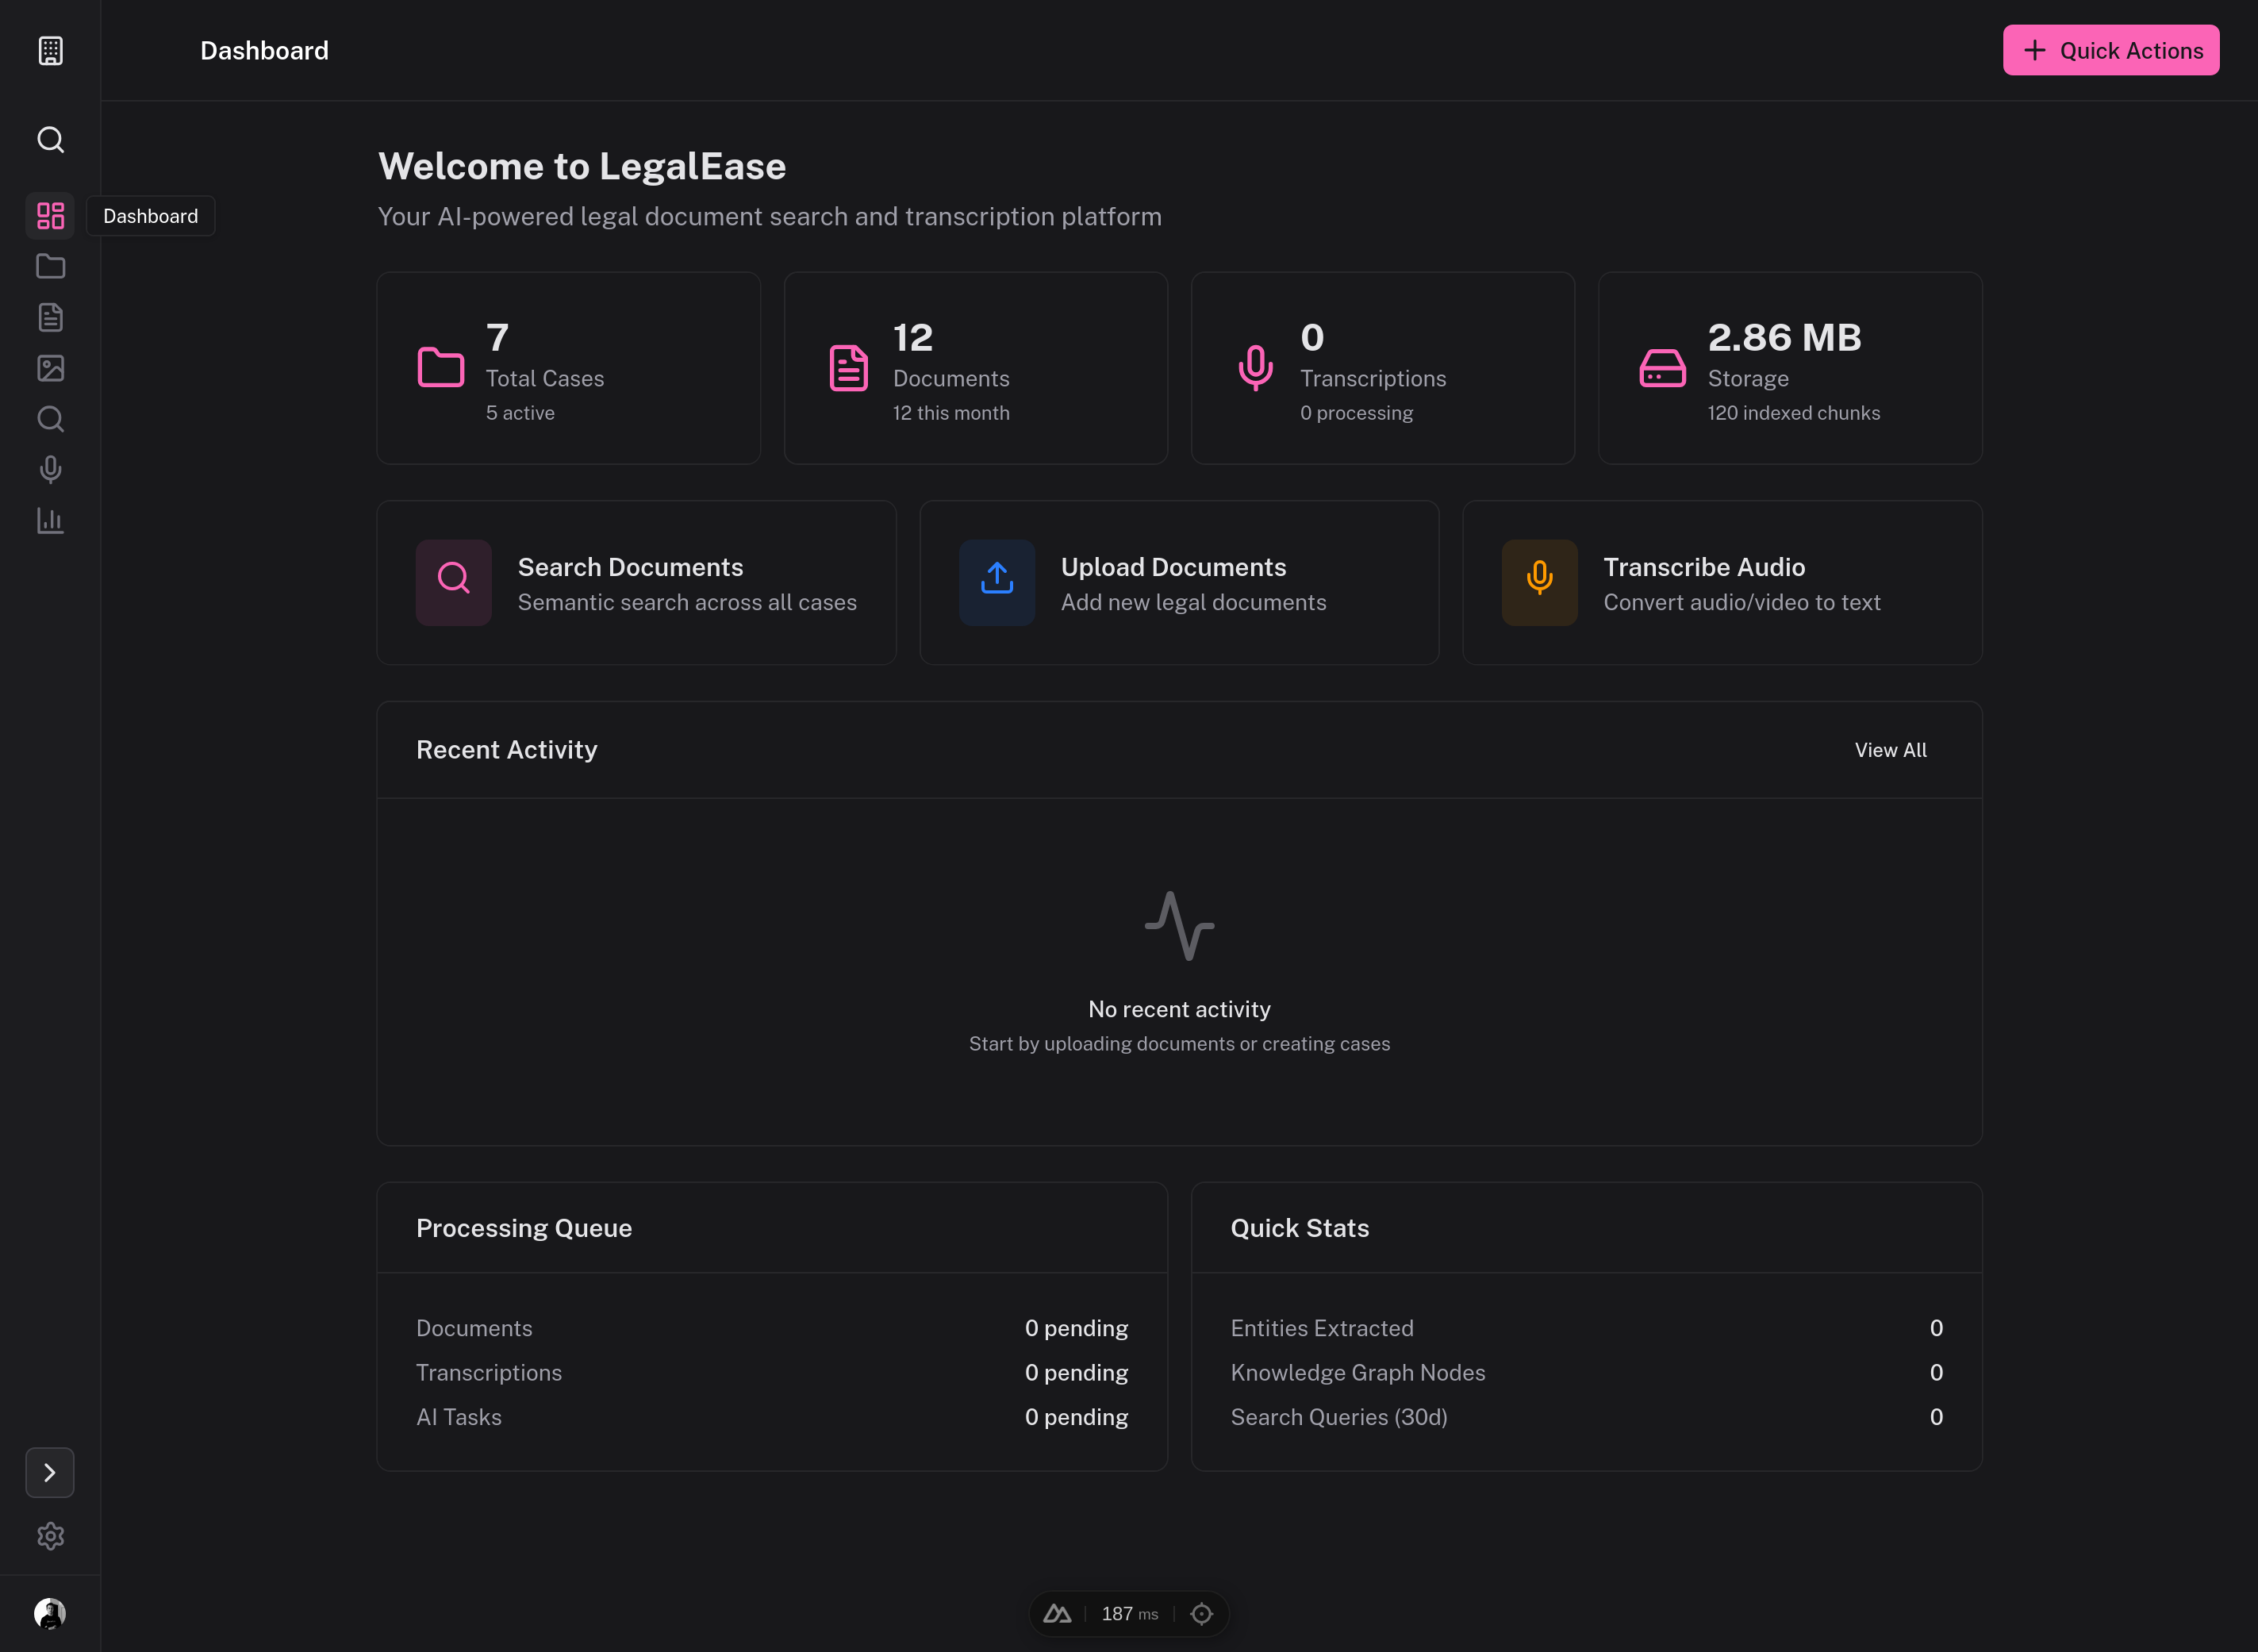 Dashboard
Quick Actions
Welcome to LegalEase
Your AI-powered legal document search and transcription platform
Dashboard
7
Total Cases
5 active
12
Documents
12 this month
0
Transcriptions
0 processing
2.86 MB
Storage
120 indexed chunks
Search Documents
Semantic search across all cases
Upload Documents
Add new legal documents
Transcribe Audio
Convert audio/video to text
Recent Activity
View All
No recent activity
Start by uploading documents or creating cases
Processing Queue
Documents 0 pending
Transcriptions 0 pending
AI Tasks 0 pending
Quick Stats
Entities Extracted 0
Knowledge Graph Nodes 0
Search Queries (30d) 0
187 ms